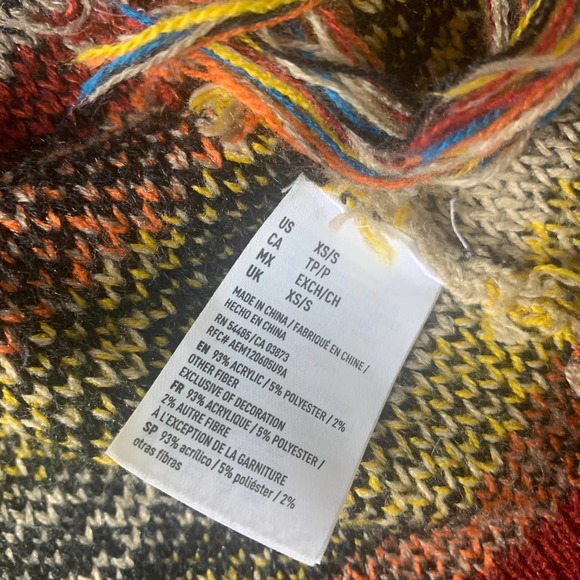 US XS/S
CA TP/P
MX EXCH/CH
UK XS/S
MADE IN CHINA / FABRIQUÉ EN CHINE /
HECHO EN CHINA
RN 54485 / CA 03873
RFC# AEM120605U9A
EN 93% ACRYLIC / 5% POLYESTER / 2%
OTHER FIBER
EXCLUSIVE OF DECORATION
FR 93% ACRYLIQUE / 5% POLYESTER /
2% AUTRE FIBRE
À L'EXCEPTION DE LA GARNITURE
SP 93% acrílico / 5% poliéster / 2%
otras fibras